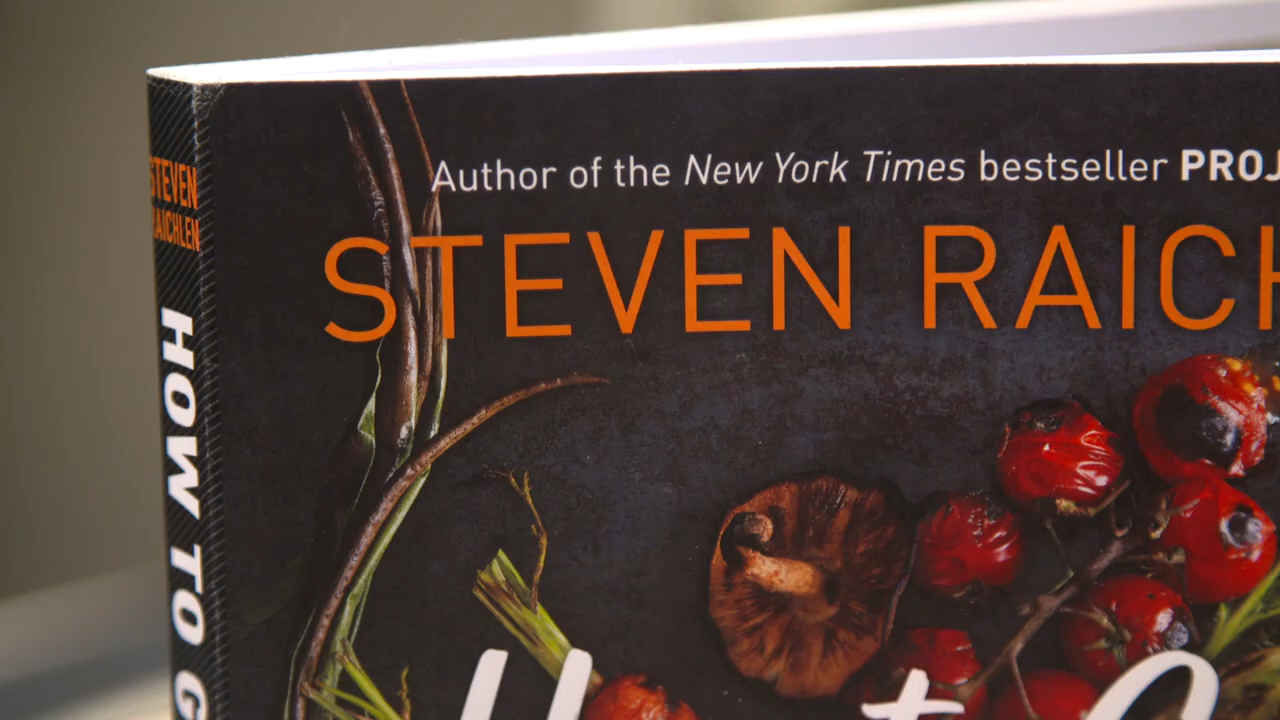 Author of the New York Times bestseller PROJ
STEVEN RAICH
STEVEN
RAICHLEN
HOW TO G